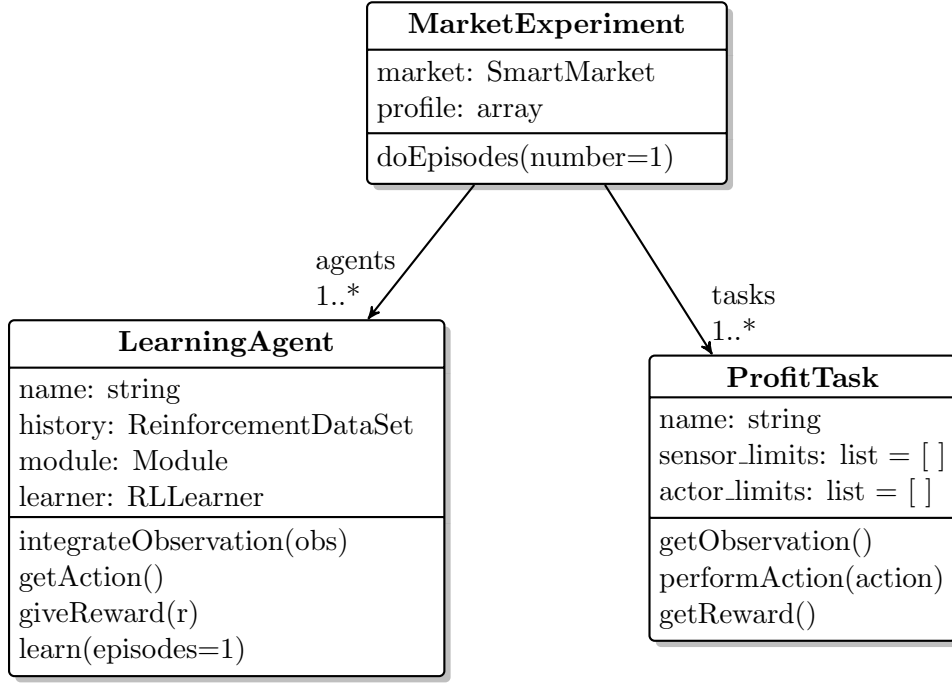 MarketExperiment
market: SmartMarket
profile: array
doEpisodes(number=1)
agents
1..*
tasks
1..*
LearningAgent
name: string
history: ReinforcementDataSet
module: Module
learner: RLLearner
integrateObservation(obs)
getAction()
giveReward(r)
learn(episodes=1)
ProfitTask
name: string
sensor_limits: list = [ ]
actor_limits: list = [ ]
getObservation()
performAction(action)
getReward()